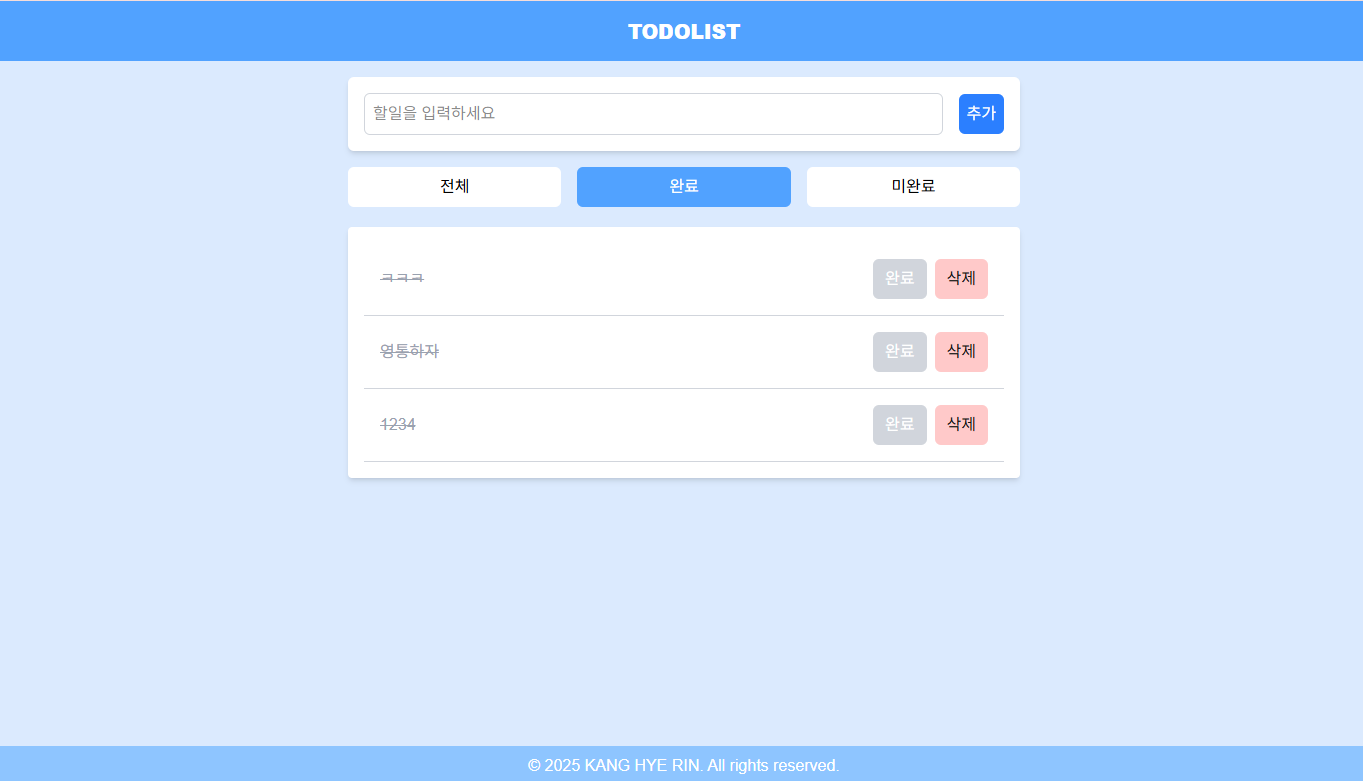 TODOLIST
할일을 입력하세요 추가
전체 완료 미완료
ㅋㅋㅋ 완료 삭제
영통하자 완료 삭제
1234 완료 삭제
© 2025 KANG HYE RIN. All rights reserved.